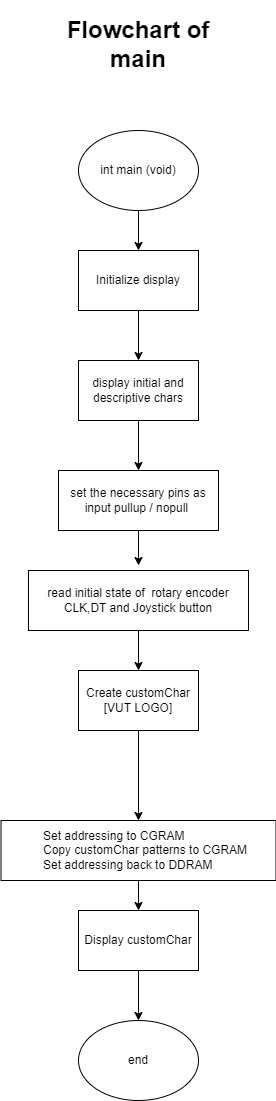 Flowchart of
main
int main (void)
Initialize display
display initial and
descriptive chars
set the necessary pins as
input pullup / nopull
read initial state of rotary encoder
CLK,DT and Joystick button
Create customChar
[VUT LOGO]
Set addressing to CGRAM
Copy customChar patterns to CGRAM
Set addressing back to DDRAM
Display customChar
end